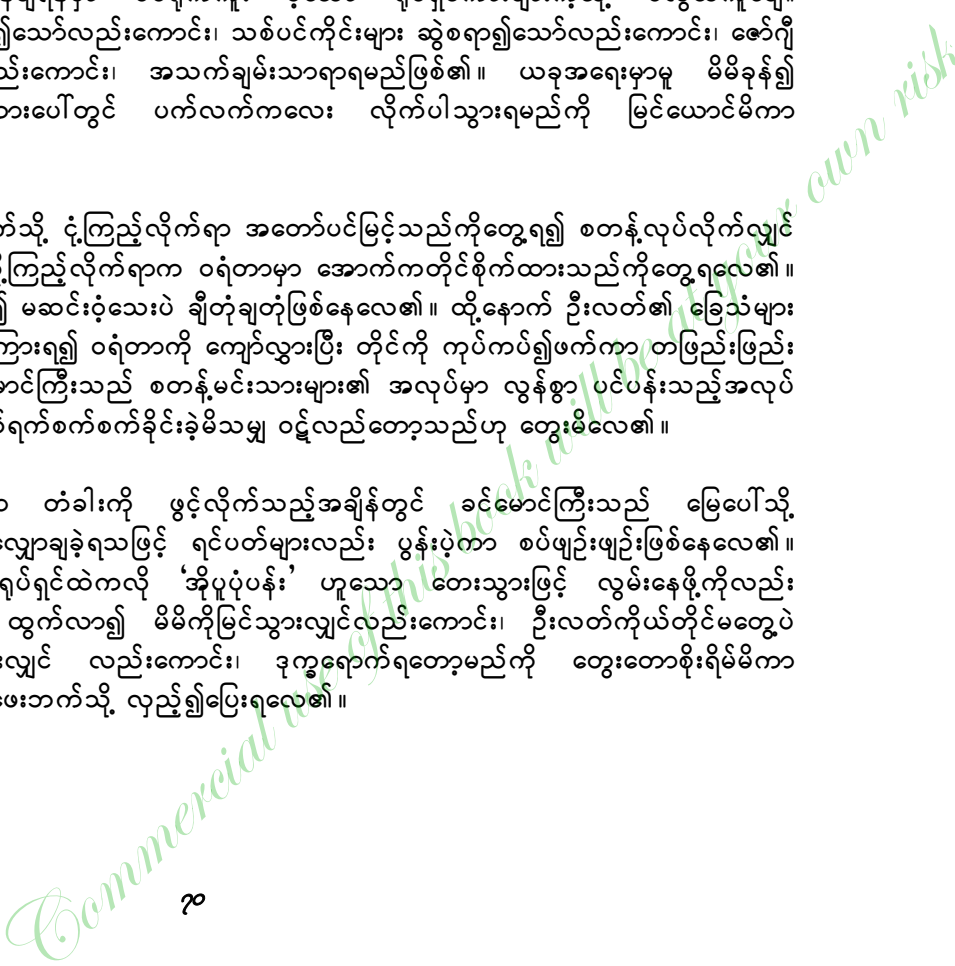 ၍သော်လည်းကောင်း၊ သစ်ပင်ကိုင်းများ ဆွဲစရာ၍သော်လည်းကောင်း၊ ဇော်ဂျီ
ည်းကောင်း၊ အသက်ချမ်းသာရာရမည်ဖြစ်၏။ ယခုအရေးမှာမူ မိမိခုန်၍
ားပေါ်တွင် ပက်လက်ကလေး လိုက်ပါသွားရမည်ကို မြင်ယောင်မိကာ
က်သို့ ငုံ့ကြည့်လိုက်ရာ အတော်ပင်မြင့်သည်ကိုတွေ့ရ၍ စတန့်လုပ်လိုက်လျှင်
့ကြည့်လိုက်ရာက ဝရံတာမှာ အောက်ကတိုင်စိုက်ထားသည်ကိုတွေ့ရလေ၏။
၍ မဆင်းဝံ့သေးပဲ ချီတုံချတုံဖြစ်နေလေ၏။ ထို့နောက် ဦးလတ်၏ ခြေသံများ
ကြားရ၍ ဝရံတာကို ကျော်လွှားပြီး တိုင်ကို ကုပ်ကပ်၍ဖက်ကာ တဖြည်းဖြည်း
မောင်ကြီးသည် စတန့်မင်းသားများ၏ အလုပ်မှာ လွန်စွာ ပင်ပန်းသည့်အလုပ်
်ရက်စက်စက်ခိုင်းခဲ့မိသမျှ ဝဋ်လည်တော့သည်ဟု တွေးမိလေ၏။
ာ တံခါးကို ဖွင့်လိုက်သည့်အချိန်တွင် ခင်မောင်ကြီးသည် မြေပေါ်သို့
လျှောချခဲ့ရသဖြင့် ရင်ပတ်များလည်း ပွန်းပဲ့ကာ စပ်ဖျဉ်းဖျဉ်းဖြစ်နေလေ၏။
ရုပ်ရှင်ထဲကလို ‘အိုပူပုံပန်း’ ဟူသော တေးသွားဖြင့် လွမ်းနေဖို့ကိုလည်း
ထွက်လာ၍ မိမိကိုမြင်သွားလျှင်လည်းကောင်း၊ ဦးလတ်ကိုယ်တိုင်မတွေ့ပဲ
းလျှင် လည်းကောင်း၊ ဒုက္ခရောက်ရတော့မည်ကို တွေးတောစိုးရိမ်မိကာ
ဖေးဘက်သို့ လှည့်၍ပြေးရလေ၏။
Commercial use of this book will be at your own risk
၇၀